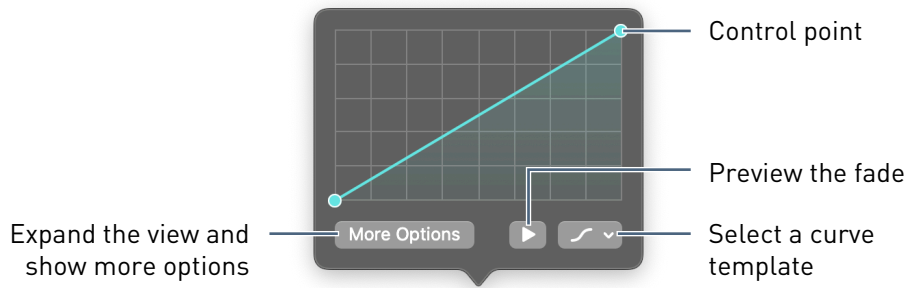 Control point
Preview the fade
Expand the view and
show more options
More Options
Select a curve
template